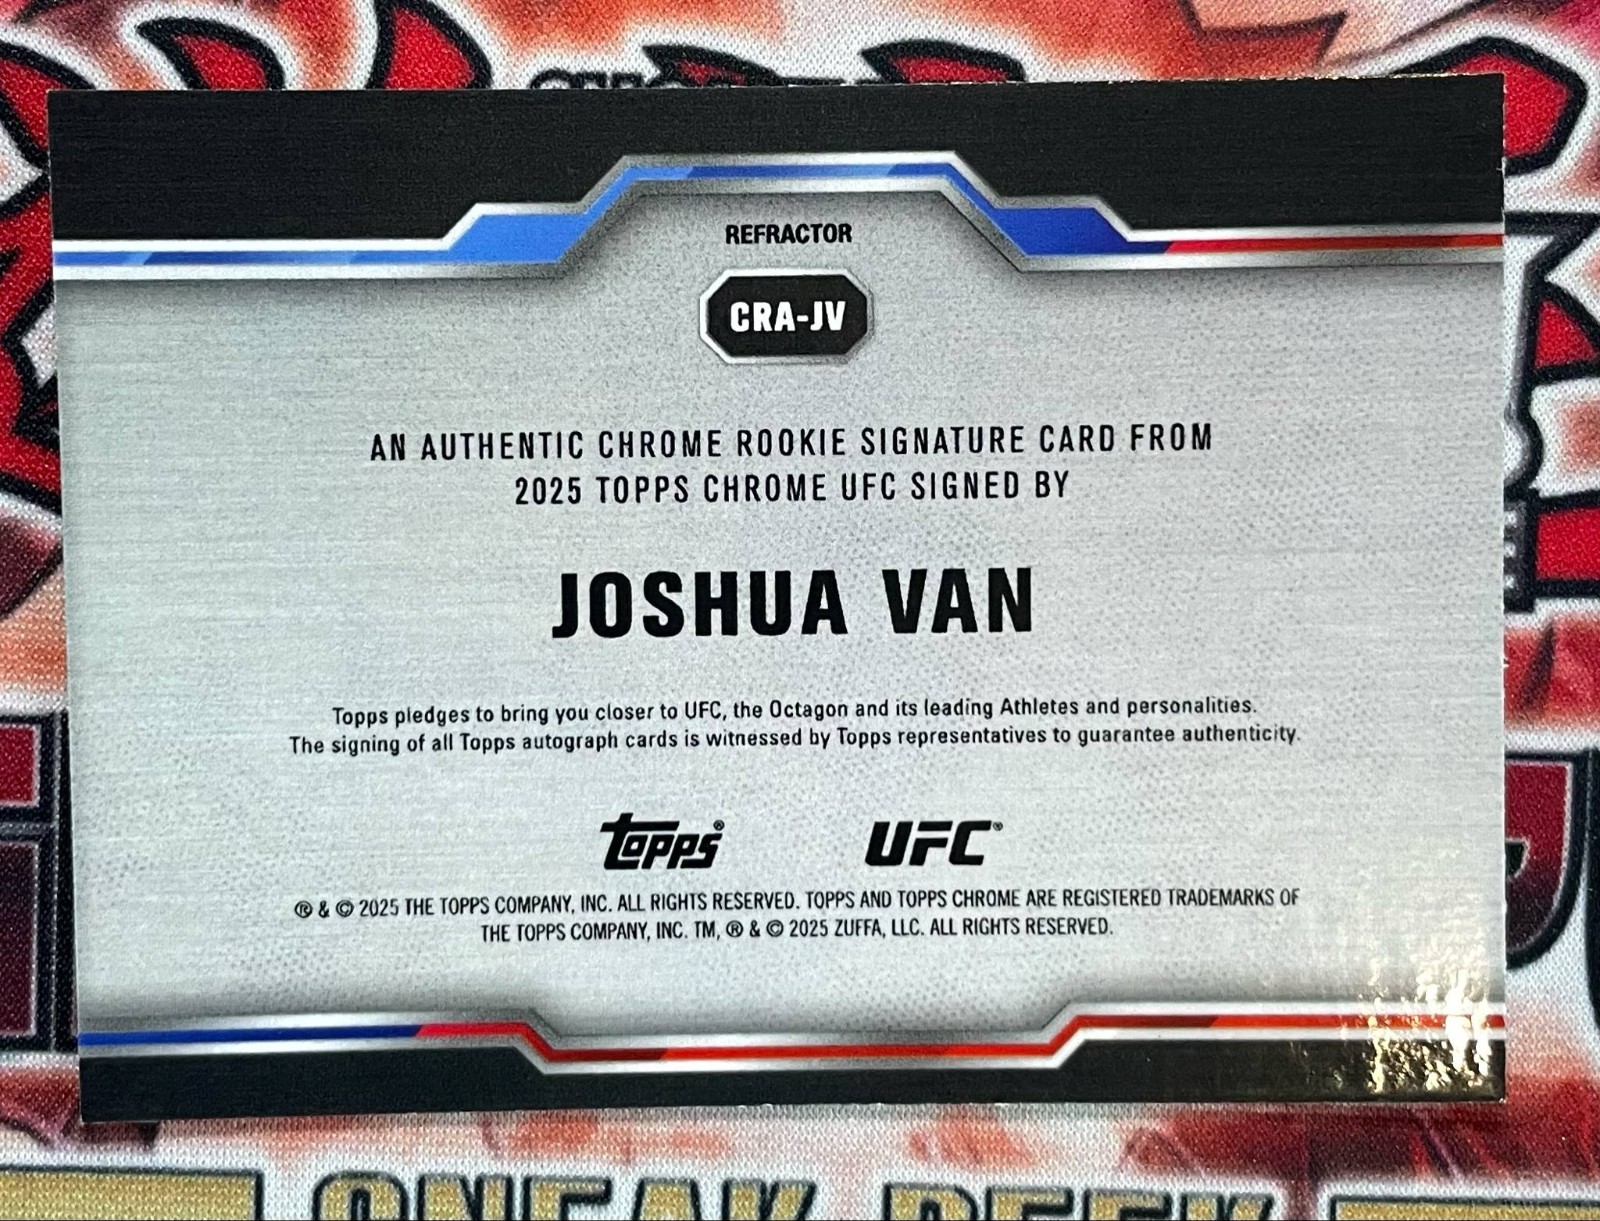 REFRACTOR
CRA-JV
AN AUTHENTIC CHROME ROOKIE SIGNATURE CARD FROM
2025 TOPPS CHROME UFC SIGNED BY
JOSHUA VAN
Topps pledges to bring you closer to UFC, the Octagon and its leading Athletes and personalities.
The signing of all Topps autograph cards is witnessed by Topps representatives to guarantee authenticity.
Topps® UFC®
® & © 2025 THE TOPPS COMPANY, INC. ALL RIGHTS RESERVED. TOPPS AND TOPPS CHROME ARE REGISTERED TRADEMARKS OF
THE TOPPS COMPANY, INC. TM, ® & © 2025 ZUFFA, LLC. ALL RIGHTS RESERVED.
SNEAK PEEK